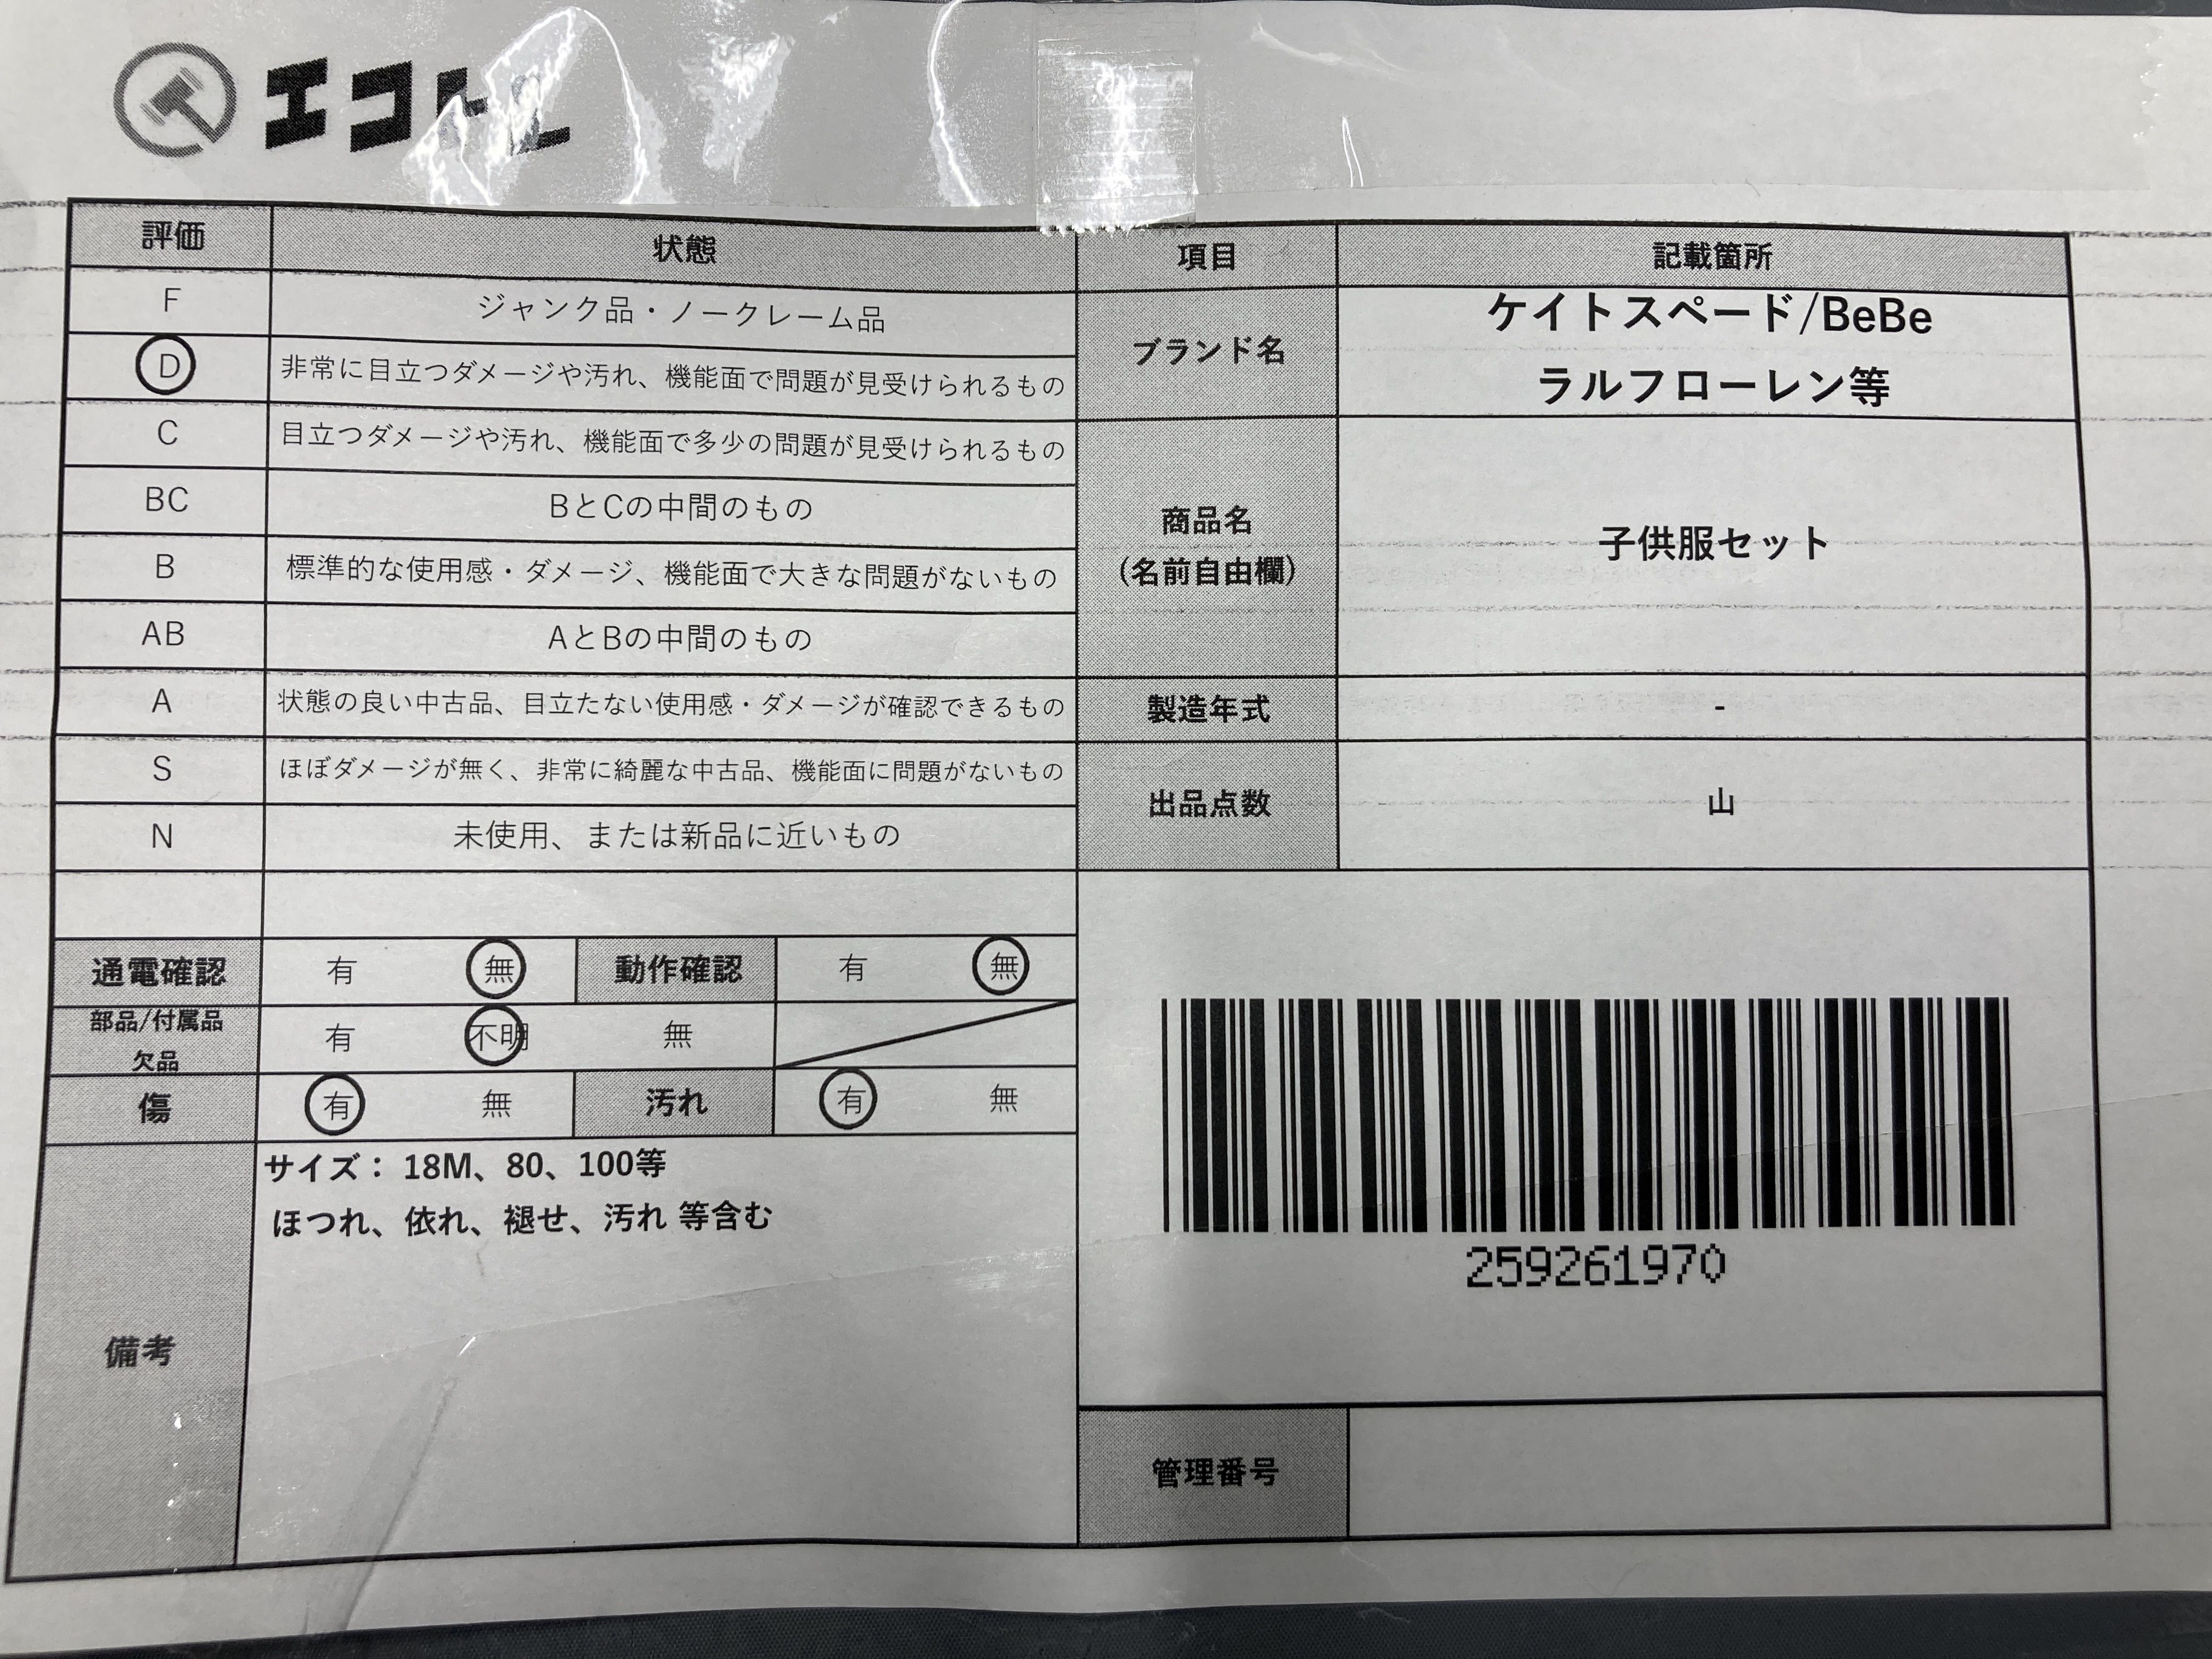 エコト
評価 状態 項目 記載箇所
F ジャンク品・ノークレーム品
D 非常に目立つダメージや汚れ、機能面で問題が見受けられるもの
C 目立つダメージや汚れ、機能面で多少の問題が見受けられるもの
BC BとCの中間のもの
B 標準的な使用感・ダメージ、機能面で大きな問題がないもの
AB AとBの中間のもの
A 状態の良い中古品、目立たない使用感・ダメージが確認できるもの
S ほぼダメージが無く、非常に綺麗な中古品、機能面に問題がないもの
N 未使用、または新品に近いもの
ブランド名
ケイトスペード/BeBe
ラルフローレン等
商品名
(名前自由欄)
子供服セット
製造年式 -
出品点数 山
通電確認 有 無 動作確認 有 無
部品/付属品
欠品
有 不明 無
傷 有 無 汚れ 有 無
備考
サイズ： 18M、80、100等
ほつれ、依れ、褪せ、汚れ 等含む
259261970
管理番号